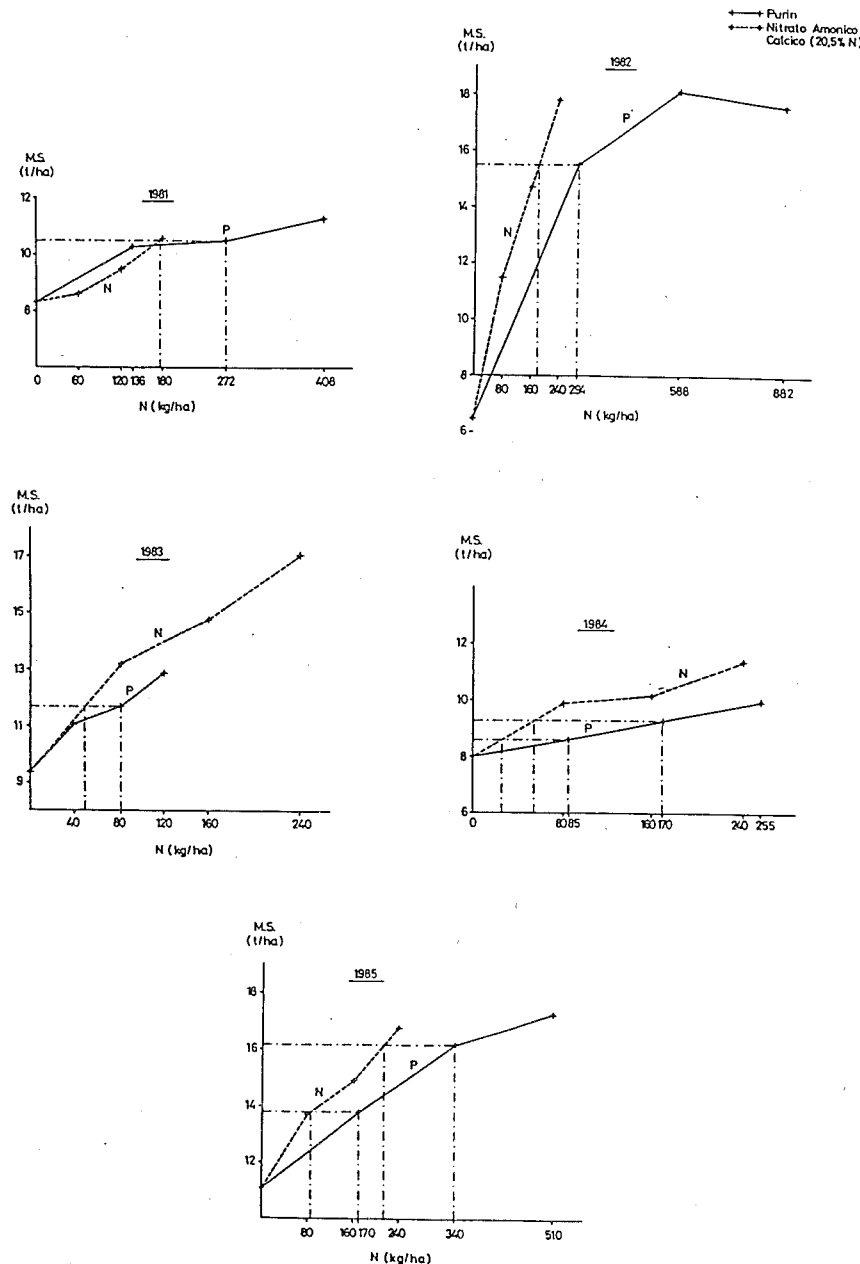 Purin
Nitrato Amonico
Calcico (20,5% N)
M.S.
(t/ha)
1982
18
16
14
12
10
8
6
P
N
0
80
160
240
294
588
882
N (kg/ha)
M.S.
(t/ha)
1981
12
10
8
P
N
0
60
120
136
180
272
408
N (kg/ha)
M.S.
(t/ha)
1983
17
15
13
11
9
N
P
40
80
120
160
240
N (kg/ha)
M.S.
(t/ha)
1984
12
10
8
6
N
P
0
80
85
160
170
240
255
N (kg/ha)
M.S.
(t/ha)
1985
18
16
14
12
N
P
80
160
170
240
340
510
N (kg/ha)